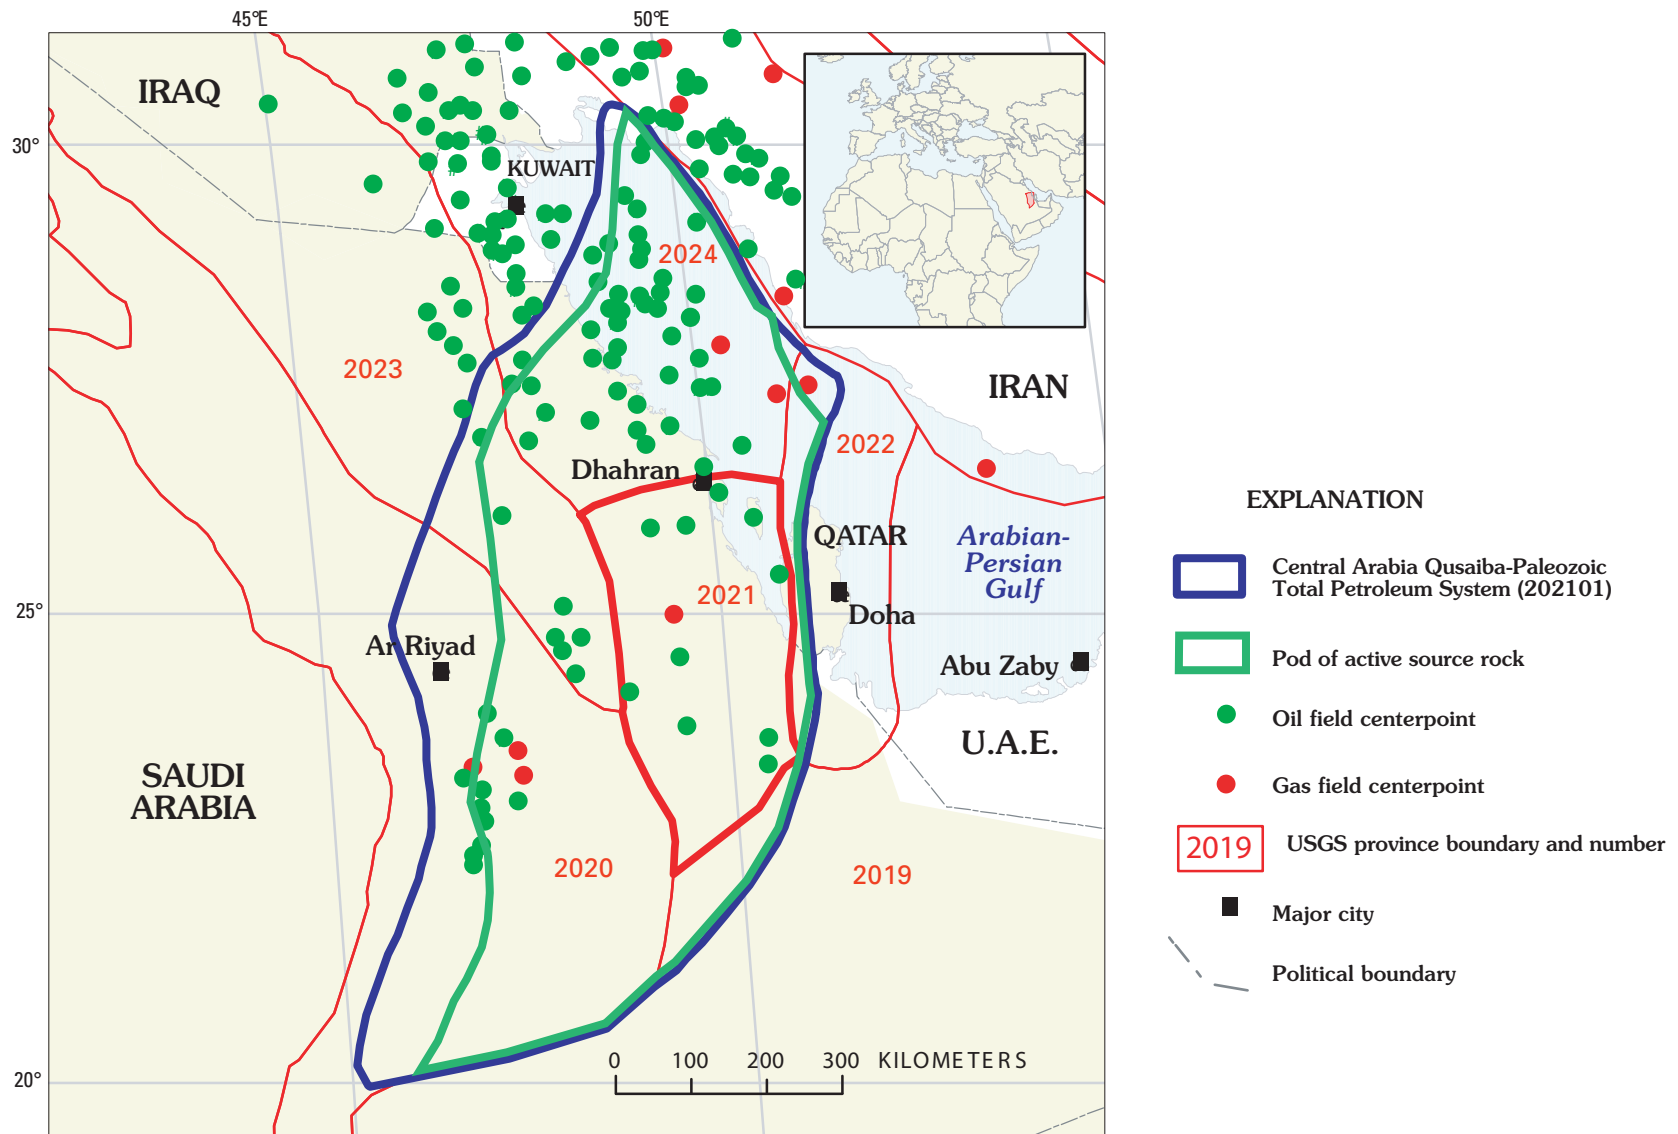 45°E
50°E
IRAQ
30°
KUWAIT
2024
2023
IRAN
2022
Dhahran
QATAR
Arabian-
Persian
Gulf
2021
25°
Doha
Ar Riyad
Abu Zaby
U.A.E.
SAUDI
ARABIA
2020
2019
0 100 200 300 KILOMETERS
20°
EXPLANATION
Central Arabia Qusaiba-Paleozoic
Total Petroleum System (202101)
Pod of active source rock
Oil field centerpoint
Gas field centerpoint
2019 USGS province boundary and number
Major city
Political boundary